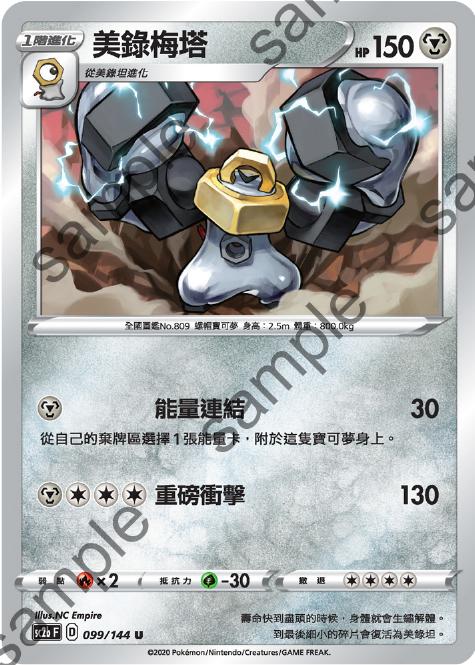 1階進化
美錄梅塔
HP 150
從美錄坦進化
全國圖鑑No.809 螺帽寶可夢 身高：2.5m 體重：800.0kg
能量連結 30
從自己的棄牌區選擇1張能量卡，附於這隻寶可夢身上。
重磅衝擊 130
弱點 ×2 抵抗力 -30 撤退
Illus.NC Empire
sc2b F D 099/144 U
壽命快到盡頭的時候，身體就會生鏽解體。
到最後細小的碎片會復活為美錄坦。
©2020 Pokémon/Nintendo/Creatures/GAME FREAK.
sample
sample
sample
sample
sample
sample